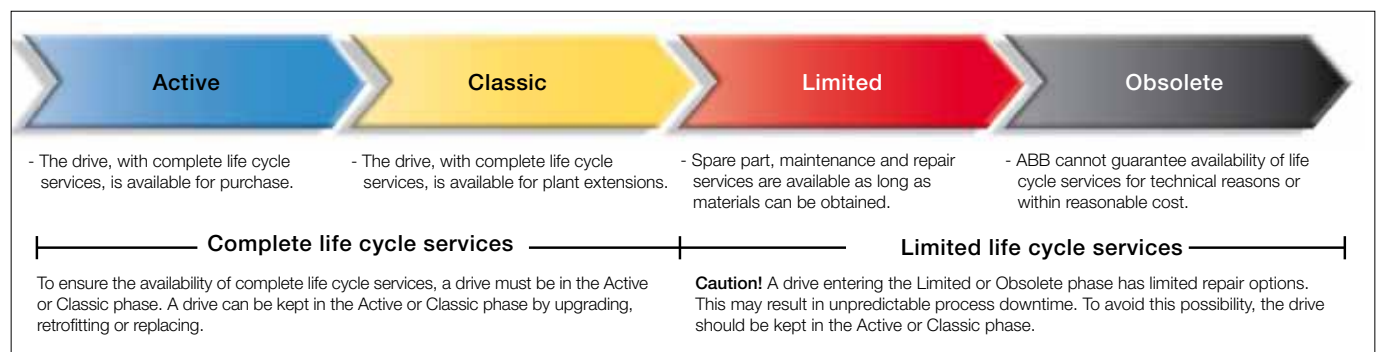 Active
Classic
Limited
Obsolete
- The drive, with complete life cycle
services, is available for purchase.
- The drive, with complete life cycle
services, is available for plant extensions.
- Spare part, maintenance and repair
services are available as long as
materials can be obtained.
- ABB cannot guarantee availability of life
cycle services for technical reasons or
within reasonable cost.
Complete life cycle services
To ensure the availability of complete life cycle services, a drive must be in the Active
or Classic phase. A drive can be kept in the Active or Classic phase by upgrading,
retrofitting or replacing.
Limited life cycle services
Caution! A drive entering the Limited or Obsolete phase has limited repair options.
This may result in unpredictable process downtime. To avoid this possibility, the drive
should be kept in the Active or Classic phase.